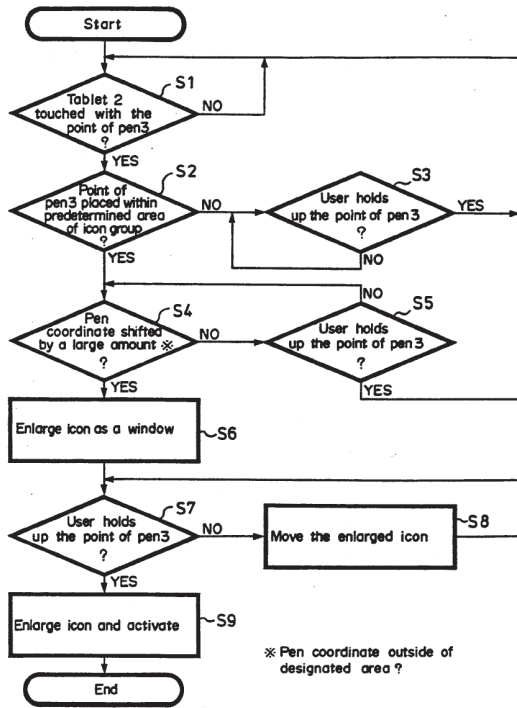 Start
S1
Tablet 2
touched with the
point of pen3
?
NO
YES
S2
Point of
pen3 placed within
predetermined area
of icon group
?
NO
YES
S3
User holds
up the point of pen3
?
YES
NO
S4
Pen
coordinate shifted
by a large amount ※
?
NO
YES
NO
S5
User holds
up the point of pen3
?
YES
Enlarge icon as a window
S6
S7
User holds
up the point of pen3
?
NO
YES
Move the enlarged icon
S8
Enlarge icon and activate
S9
End
※ Pen coordinate outside of
designated area ?